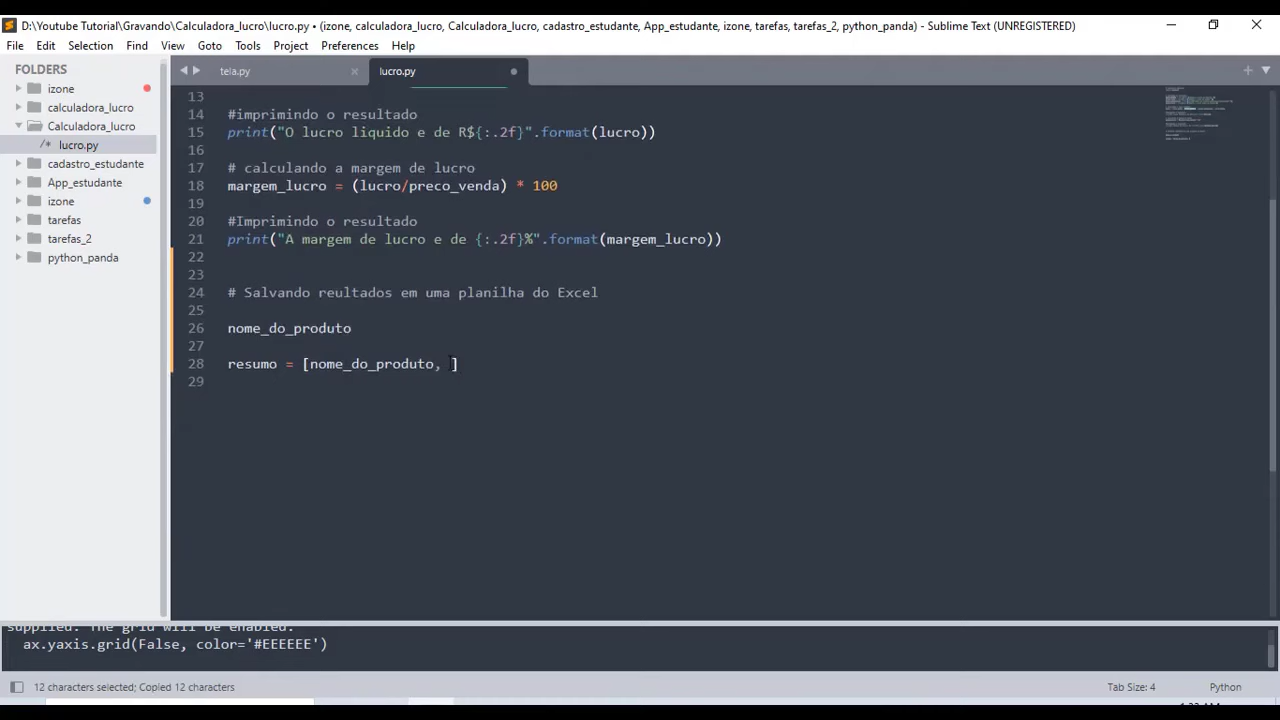 D:\Youtube Tutorial\Gravando\Calculadora_lucro\lucro.py • (izone, calculadora_lucro, Calculadora_lucro, cadastro_estudante, App_estudante, izone, tarefas, tarefas_2, python_panda) - Sublime Text (UNREGISTERED)
File Edit Selection Find View Goto Tools Project Preferences Help
FOLDERS
izone
calculadora_lucro
Calculadora_lucro
/* lucro.py
cadastro_estudante
App_estudante
izone
tarefas
tarefas_2
python_panda
tela.py
lucro.py
13
14 #imprimindo o resultado
15 print("O lucro liquido e de R${:.2f}".format(lucro))
16
17 # calculando a margem de lucro
18 margem_lucro = (lucro/preco_venda) * 100
19
20 #Imprimindo o resultado
21 print("A margem de lucro e de {:.2f}%".format(margem_lucro))
22
23
24 # Salvando reultados em uma planilha do Excel
25
26 nome_do_produto
27
28 resumo = [nome_do_produto, ]
29
supplied. The grid will be enabled.
ax.yaxis.grid(False, color='#EEEEEE')
12 characters selected; Copied 12 characters
Tab Size: 4
Python